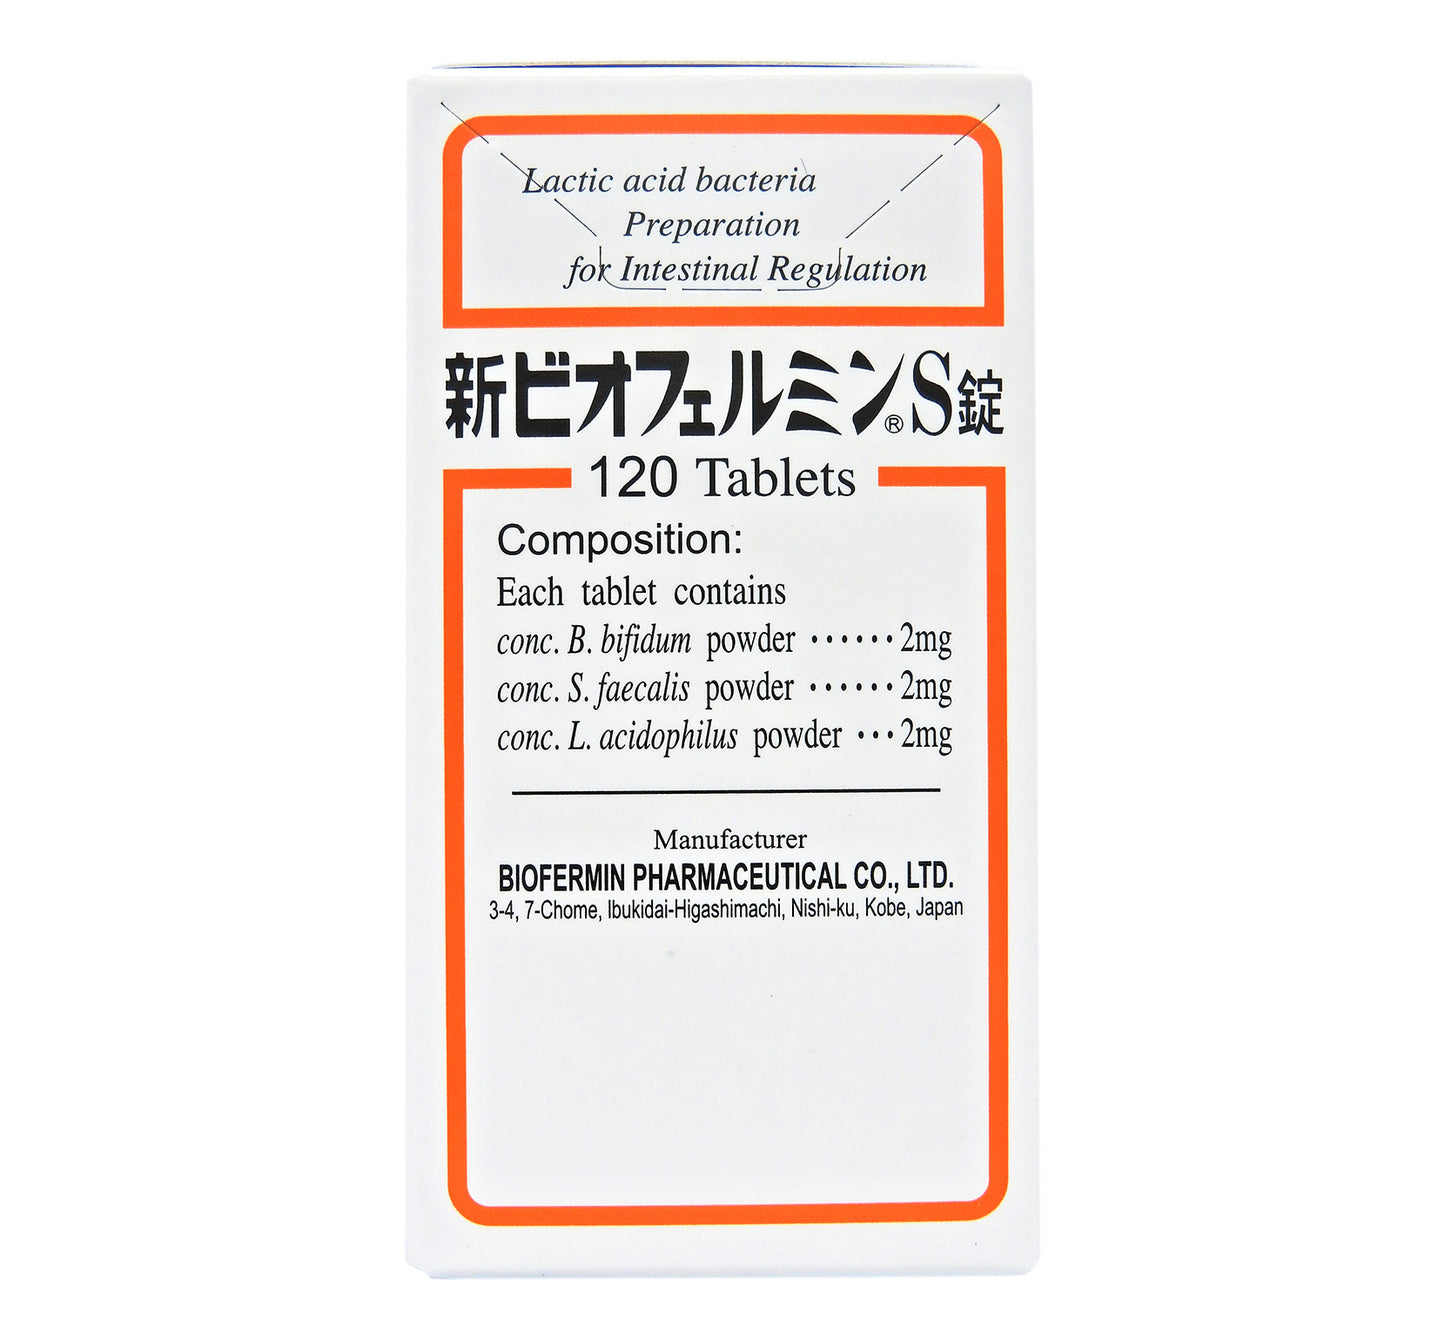 Lactic acid bacteria
Preparation
for Intestinal Regulation
新ビオフェルミン®S錠
120 Tablets
Composition:
Each tablet contains
conc. B. bifidum powder ······2mg
conc. S. faecalis powder ······2mg
conc. L. acidophilus powder ···2mg
Manufacturer
BIOFERMIN PHARMACEUTICAL CO., LTD.
3-4, 7-Chome, Ibukidai-Higashimachi, Nishi-ku, Kobe, Japan